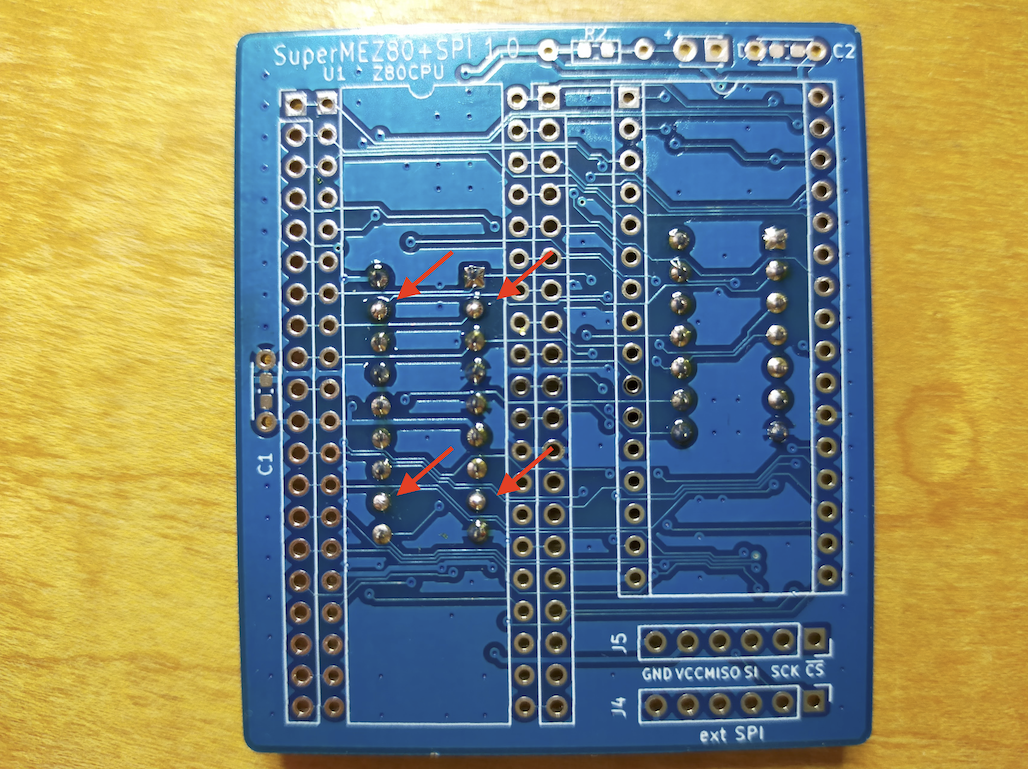 SuperMEZ80+SPI 1.0
R2
+
C2
U1 Z80CPU
C1
J5
GND VCC MISO SI SCK CS
J4
ext SPI